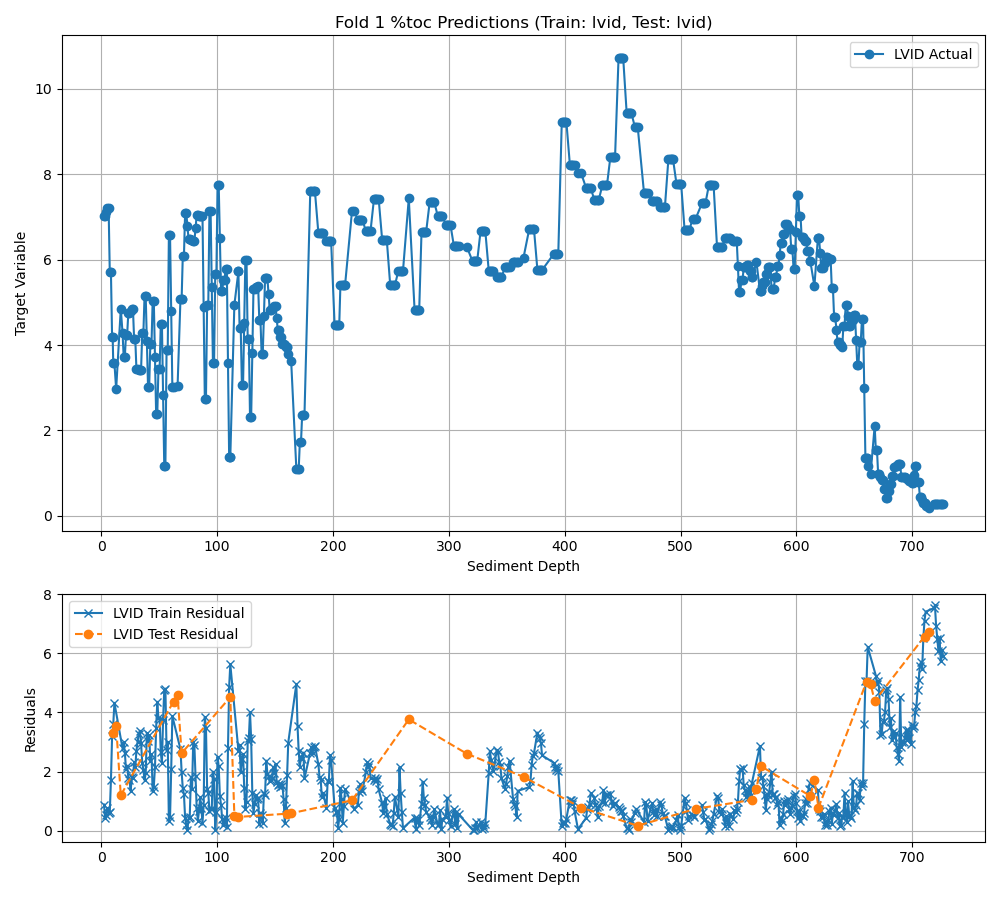 Fold 1 %toc Predictions (Train: lvid, Test: lvid)
LVID Actual
Target Variable
10
8
6
4
2
0
0 100 200 300 400 500 600 700
Sediment Depth
LVID Train Residual
LVID Test Residual
Residuals
8
6
4
2
0
0 100 200 300 400 500 600 700
Sediment Depth